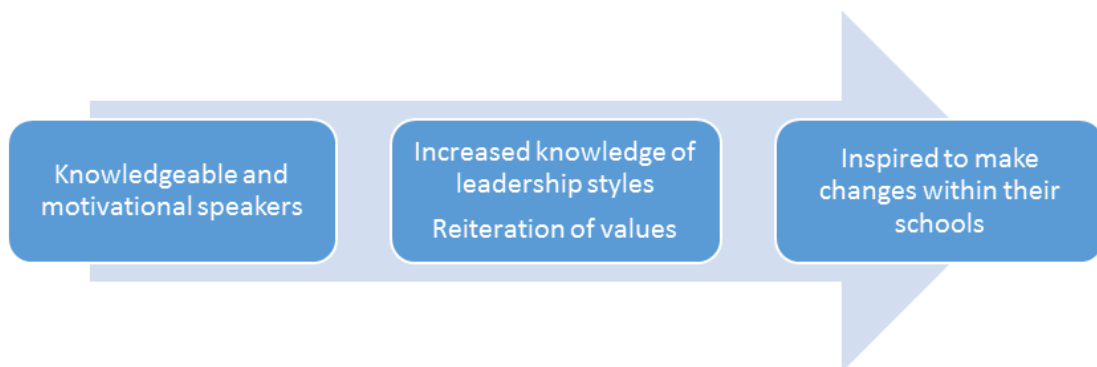 Knowledgeable and
motivational speakers
Increased knowledge of
leadership styles
Reiteration of values
Inspired to make
changes within their
schools